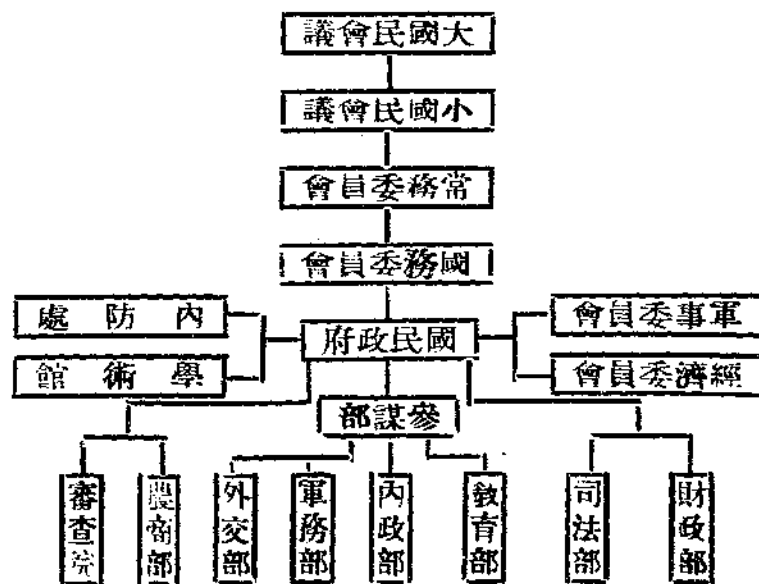 大國民會議
小國民會議
常務委員會
國務委員會
軍事委員會
內防處
國民政府
經濟委員會
學術館
參謀部
財政部
司法部
教育部
內政部
軍務部
外交部
農商部
審查院